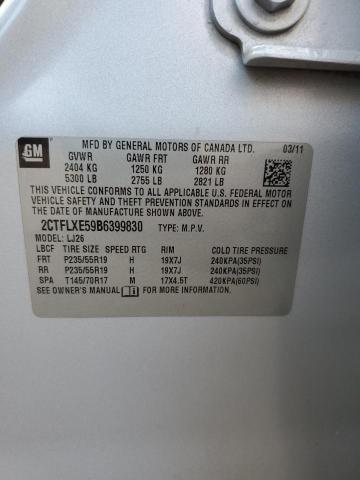 GM
MFD BY GENERAL MOTORS OF CANADA LTD. 03/11
GVWR GAWR FRT GAWR RR
2404 KG 1250 KG 1280 KG
5300 LB 2755 LB 2821 LB
THIS VEHICLE CONFORMS TO ALL APPLICABLE U.S. FEDERAL MOTOR
VEHICLE SAFETY AND THEFT PREVENTION STANDARDS IN EFFECT ON
THE DATE OF MANUFACTURE SHOWN ABOVE.
2CTFLXE59B6399830 TYPE: M.P.V.
MODEL: LJ26
LBCF TIRE SIZE SPEED RTG RIM COLD TIRE PRESSURE
FRT P235/55R19 H 19X7J 240KPA(35PSI)
RR P235/55R19 H 19X7J 240KPA(35PSI)
SPA T145/70R17 M 17X4.5T 420KPA(60PSI)
SEE OWNER'S MANUAL FOR MORE INFORMATION.